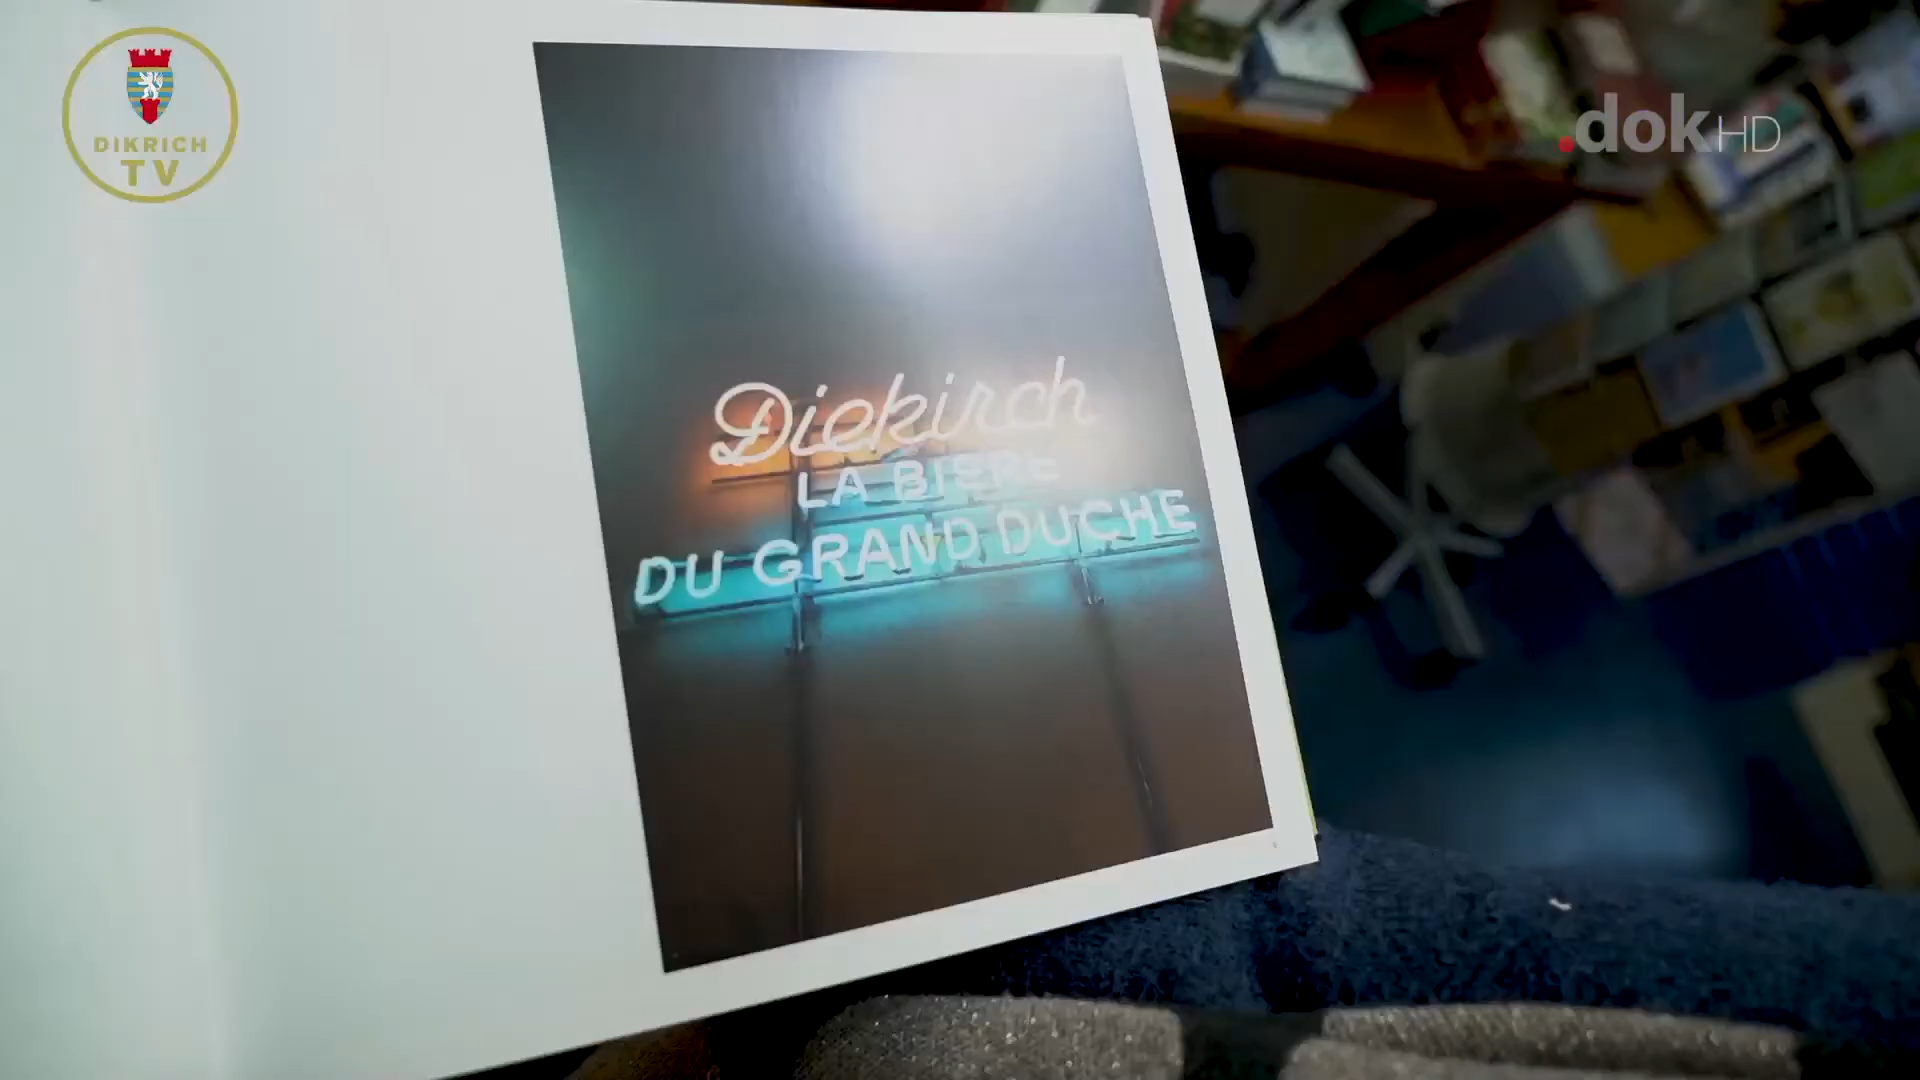 DIKRICH
TV
.dok HD
Diekirch
LA BIERE
DU GRAND DUCHE